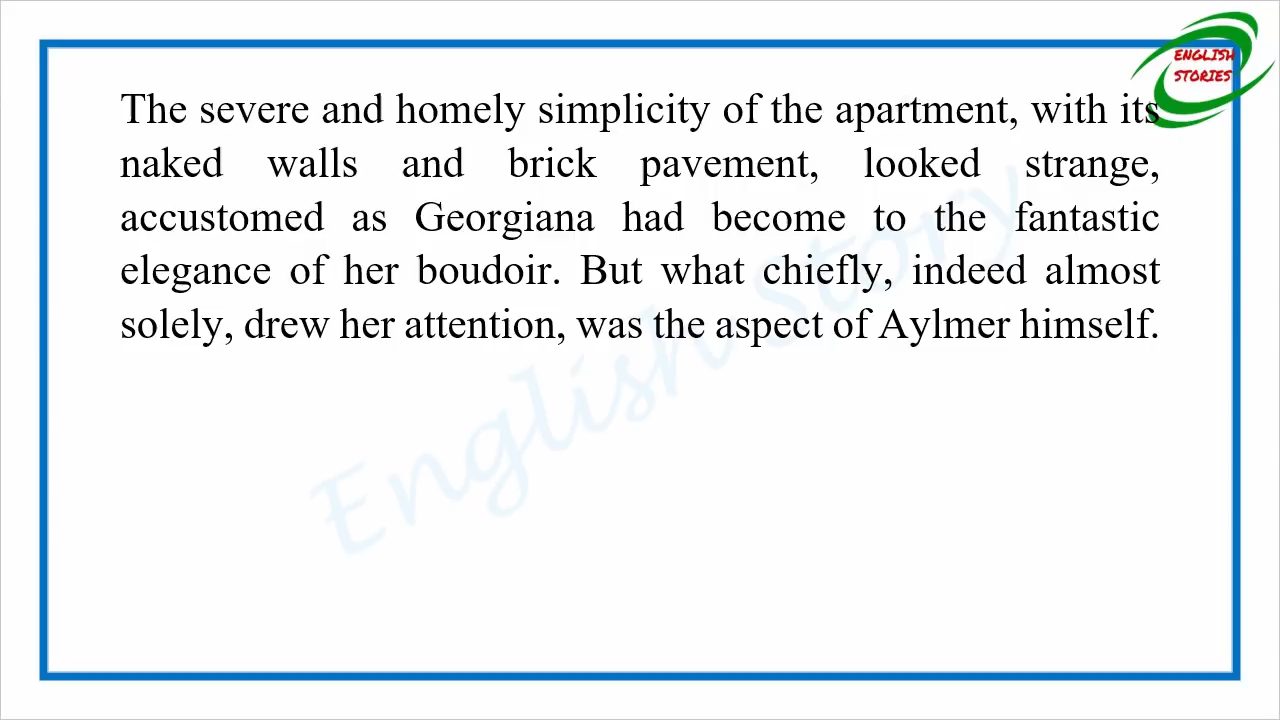 ENGLISH
STORIES
The severe and homely simplicity of the apartment, with its
naked walls and brick pavement, looked strange,
accustomed as Georgiana had become to the fantastic
elegance of her boudoir. But what chiefly, indeed almost
solely, drew her attention, was the aspect of Aylmer himself.
English Story